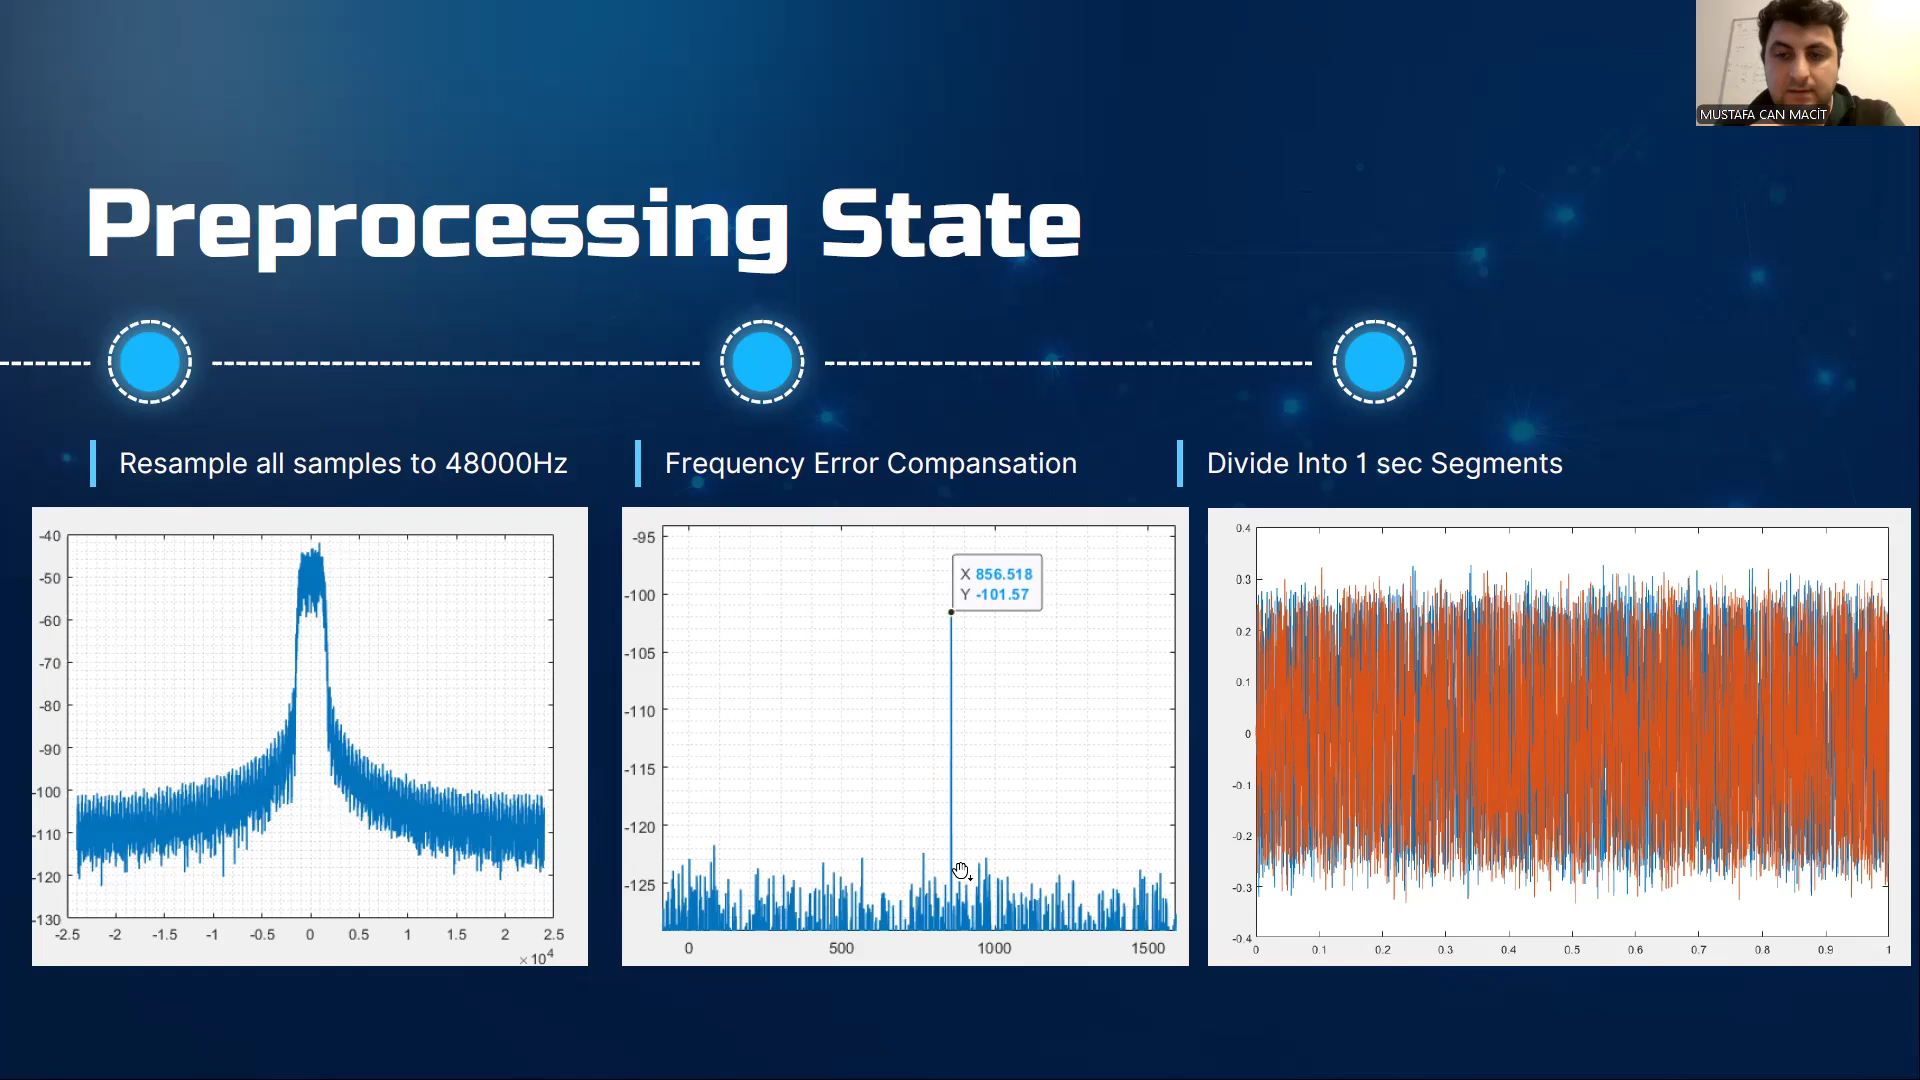 MUSTAFA CAN MACİT
Preprocessing State
Resample all samples to 48000Hz
Frequency Error Compansation
Divide Into 1 sec Segments
-40
-50
-60
-70
-80
-90
-100
-110
-120
-130
-2.5 -2 -1.5 -1 -0.5 0 0.5 1 1.5 2 2.5
×10^4
-95
-100
-105
-110
-115
-120
-125
X 856.518
Y -101.57
0 500 1000 1500
0.4
0.3
0.2
0.1
0
-0.1
-0.2
-0.3
-0.4
0 0.1 0.2 0.3 0.4 0.5 0.6 0.7 0.8 0.9 1